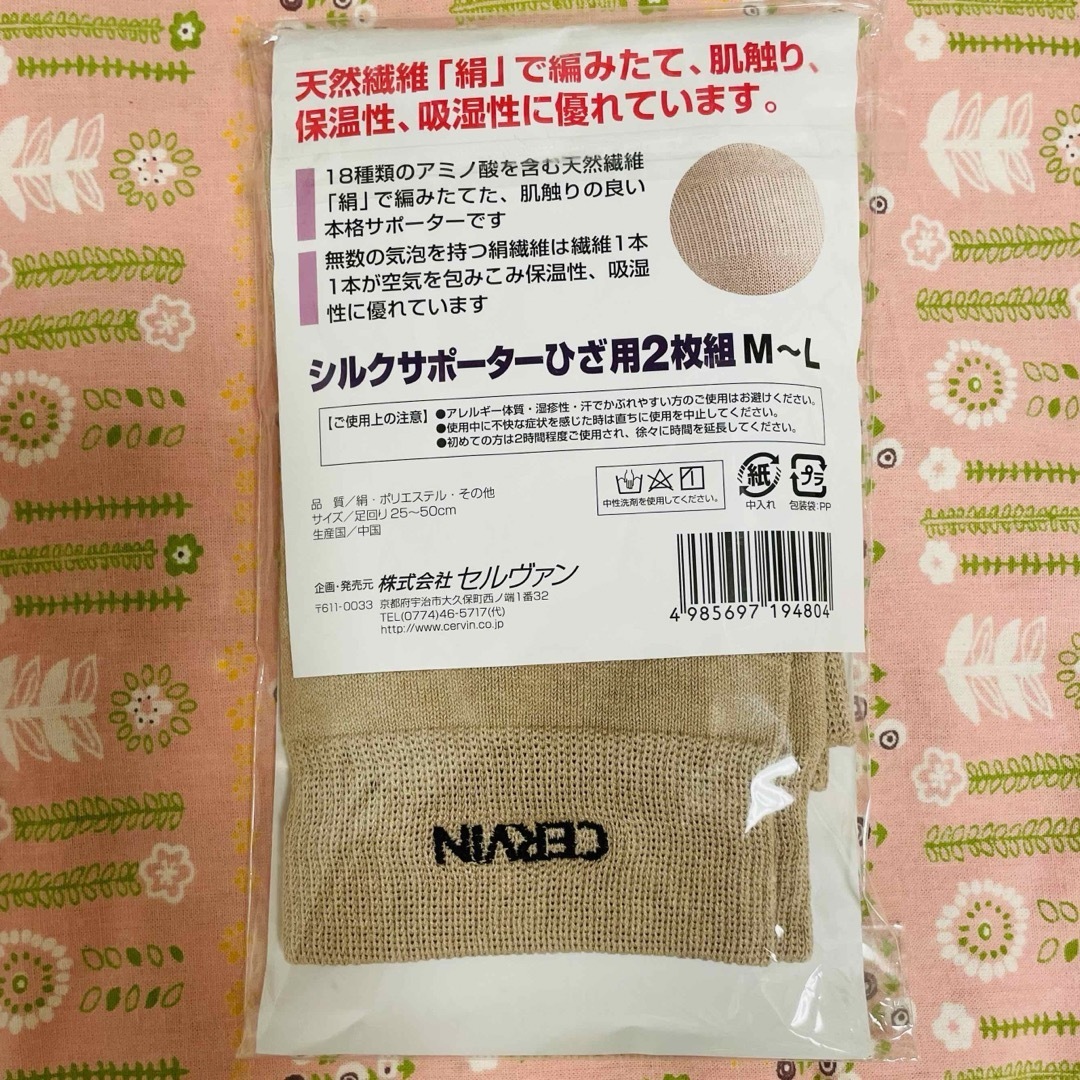 天然繊維「絹」で編みたて、肌触り、
保温性、吸湿性に優れています。
18種類のアミノ酸を含む天然繊維
「絹」で編みたてた、肌触りの良い
本格サポーターです
無数の気泡を持つ絹繊維は繊維1本
1本が空気を包みこみ保温性、吸湿
性に優れています
シルクサポーターひざ用2枚組 M〜L
【ご使用上の注意】
●アレルギー体質・湿疹性・汗でかぶれやすい方のご使用はお避けください。
●使用中に不快な症状を感じた時は直ちに使用を中止してください。
●初めての方は2時間程度ご使用され、徐々に時間を延長してください。
品 質/絹・ポリエステル・その他
サイズ/足回り25〜50cm
生産国/中国
中性洗剤を使用してください。
紙
中入れ
プラ
包装袋:PP
企画・発売元 株式会社 セルヴァン
〒611-0033 京都府宇治市大久保町西ノ端1番32
TEL(0774)46-5717(代)
http://www.cervin.co.jp
4 985697 194804
CERVIN